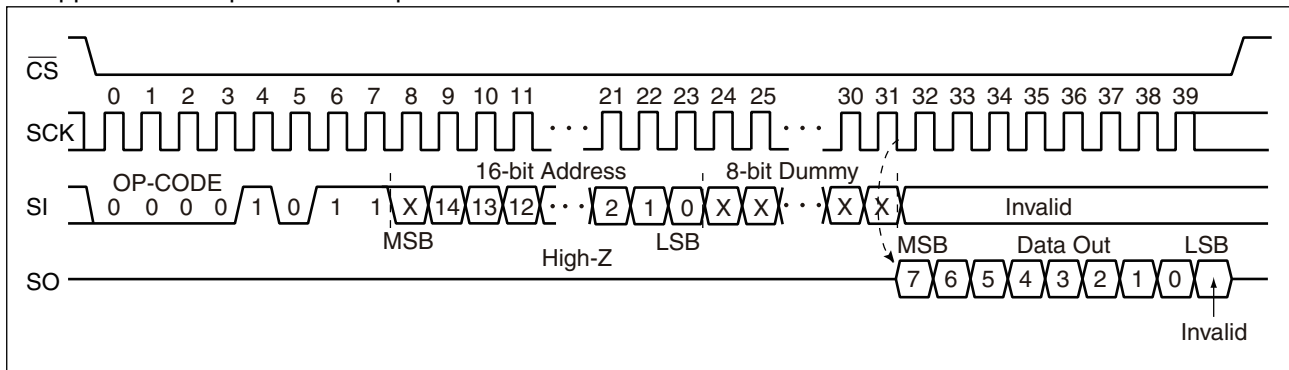 CS
0 1 2 3 4 5 6 7 8 9 10 11 21 22 23 24 25 30 31 32 33 34 35 36 37 38 39
SCK
OP-CODE 16-bit Address 8-bit Dummy
SI 0 0 0 0 1 0 1 1 X 14 13 12 ··· 2 1 0 X X ··· X X Invalid
MSB LSB
High-Z
MSB Data Out LSB
SO 7 6 5 4 3 2 1 0
Invalid